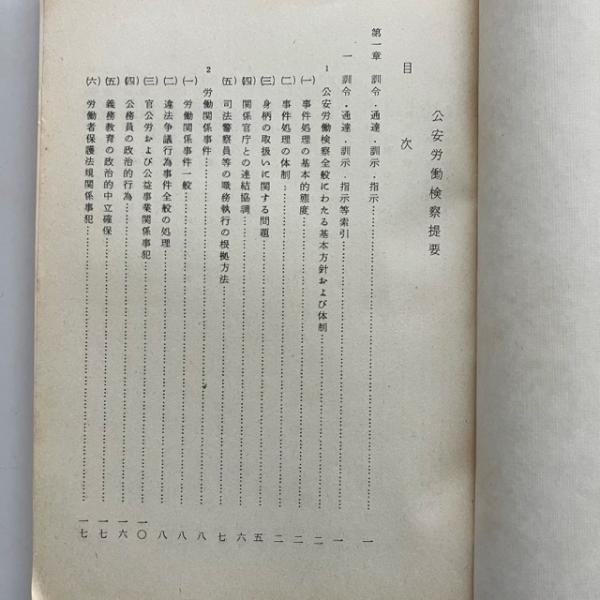 公安労働検察提要
目次
第一章 訓令・通達・訓示・指示……………一
一 訓令・通達・訓示・指示等索引……………一
1 公安労働検察全般にわたる基本方針および体制……………二
(一) 事件処理の基本的態度……………二
(二) 事件処理の体制……………二
(三) 身柄の取扱いに関する問題……………五
(四) 関係官庁との連結協調……………六
(五) 司法警察員等の職務執行の根拠方法……………七
2 労働関係事件……………八
(一) 労働関係事件一般……………八
(二) 違法争議行為事件全般の処理……………八
(三) 官公労および公益事業関係事犯……………一〇
(四) 公務員の政治的行為……………一六
(五) 義務教育の政治的中立確保……………一七
(六) 労働者保護法規関係事犯……………一七